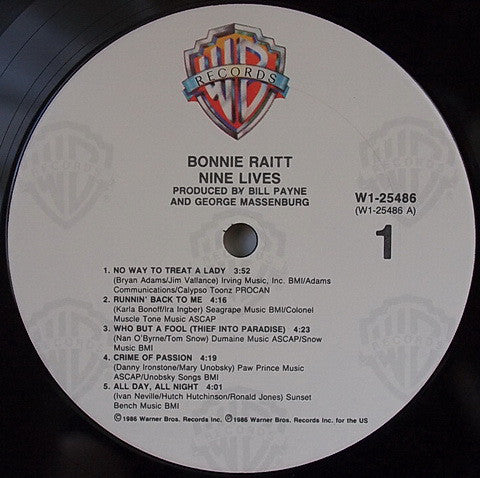 WB
RECORDS
BONNIE RAITT
NINE LIVES
PRODUCED BY BILL PAYNE
AND GEORGE MASSENBURG
W1-25486
(W1-25486 A)
1
1. NO WAY TO TREAT A LADY 3:52
(Bryan Adams/Jim Vallance) Irving Music, Inc. BMI/Adams
Communications/Calypso Toonz PROCAN
2. RUNNIN' BACK TO ME 4:16
(Karla Bonoff/Ira Ingber) Seagrape Music BMI/Colonel
Muscle Tone Music ASCAP
3. WHO BUT A FOOL (THIEF INTO PARADISE) 4:23
(Nan O'Byrne/Tom Snow) Dumaine Music ASCAP/Snow
Music BMI
4. CRIME OF PASSION 4:19
(Danny Ironstone/Mary Unobsky) Paw Prince Music
ASCAP/Unobsky Songs BMI
5. ALL DAY, ALL NIGHT 4:01
(Ivan Neville/Hutch Hutchinson/Ronald Jones) Sunset
Bench Music BMI
©1986 Warner Bros. Records Inc. ℗1986 Warner Bros. Records Inc. for the US